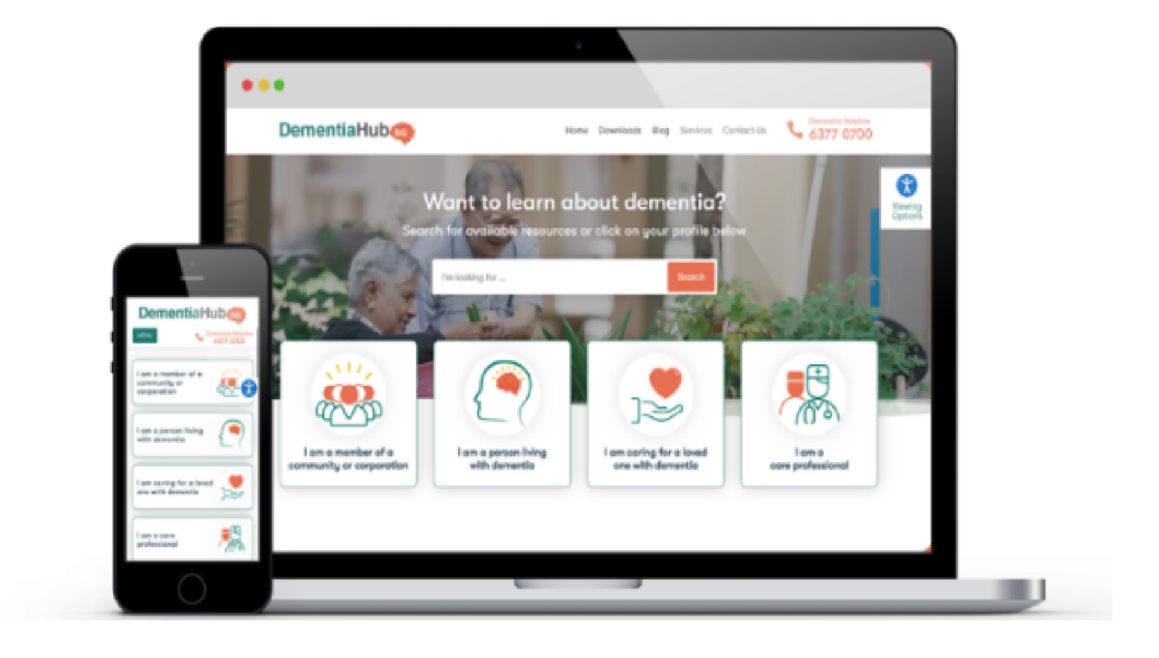 DementiaHub SG
Home Downloads Blog Services Contact Us
Dementia Helpline
6377 0700
Want to learn about dementia?
Search for available resources or click on your profile below
I'm looking for ...
Search
Viewing
Options
I am a member of a
community or corporation
I am a person living
with dementia
I am caring for a loved
one with dementia
I am a
care professional
DementiaHub SG
MENU
Dementia Helpline
6377 0700
I am a member of a
community or
corporation
I am a person living
with dementia
I am caring for a loved
one with dementia
I am a care
professional